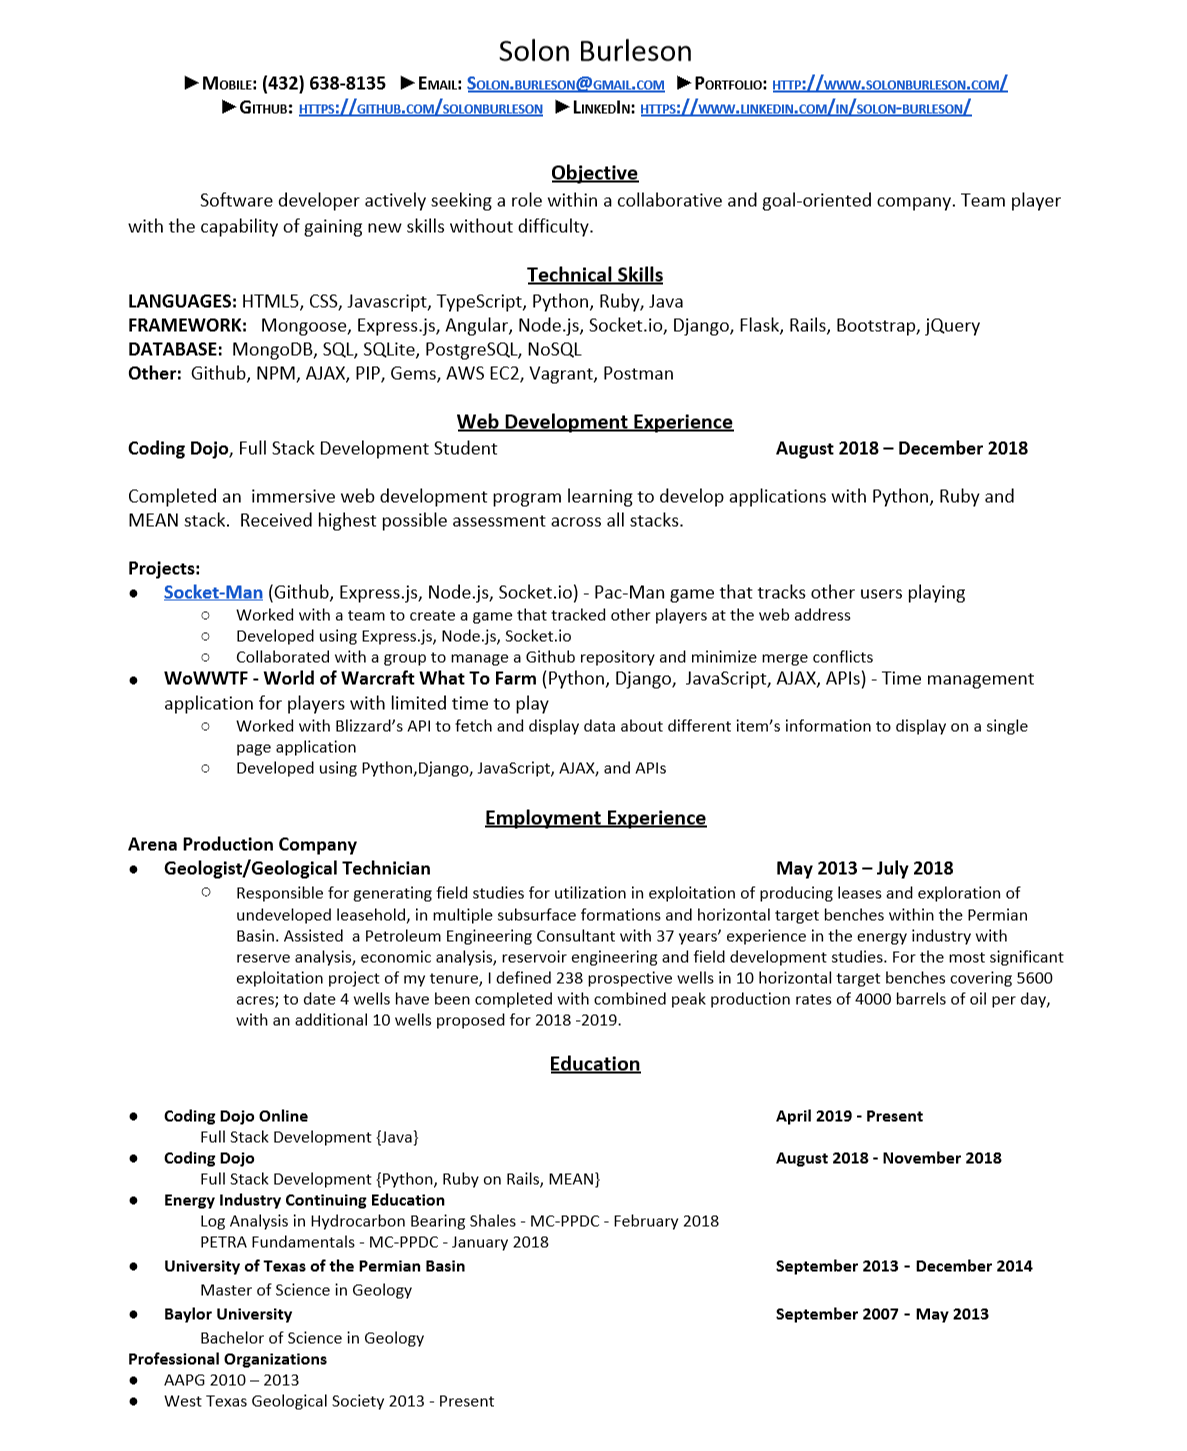 Solon Burleson
►Mobile: (432) 638-8135 ►Email: Solon.burleson@gmail.com ►Portfolio: http://www.solonburleson.com/
►Github: https://github.com/solonburleson ►LinkedIn: https://www.linkedin.com/in/solon-burleson/
Objective
Software developer actively seeking a role within a collaborative and goal-oriented company. Team player
with the capability of gaining new skills without difficulty.
Technical Skills
LANGUAGES: HTML5, CSS, Javascript, TypeScript, Python, Ruby, Java
FRAMEWORK: Mongoose, Express.js, Angular, Node.js, Socket.io, Django, Flask, Rails, Bootstrap, jQuery
DATABASE: MongoDB, SQL, SQLite, PostgreSQL, NoSQL
Other: Github, NPM, AJAX, PIP, Gems, AWS EC2, Vagrant, Postman
Web Development Experience
Coding Dojo, Full Stack Development Student August 2018 – December 2018
Completed an immersive web development program learning to develop applications with Python, Ruby and
MEAN stack. Received highest possible assessment across all stacks.
Projects:
● Socket-Man (Github, Express.js, Node.js, Socket.io) - Pac-Man game that tracks other users playing
○ Worked with a team to create a game that tracked other players at the web address
○ Developed using Express.js, Node.js, Socket.io
○ Collaborated with a group to manage a Github repository and minimize merge conflicts
● WoWWTF - World of Warcraft What To Farm (Python, Django, JavaScript, AJAX, APIs) - Time management
application for players with limited time to play
○ Worked with Blizzard’s API to fetch and display data about different item’s information to display on a single
page application
○ Developed using Python,Django, JavaScript, AJAX, and APIs
Employment Experience
Arena Production Company
● Geologist/Geological Technician May 2013 – July 2018
○ Responsible for generating field studies for utilization in exploitation of producing leases and exploration of
undeveloped leasehold, in multiple subsurface formations and horizontal target benches within the Permian
Basin. Assisted a Petroleum Engineering Consultant with 37 years’ experience in the energy industry with
reserve analysis, economic analysis, reservoir engineering and field development studies. For the most significant
exploitation project of my tenure, I defined 238 prospective wells in 10 horizontal target benches covering 5600
acres; to date 4 wells have been completed with combined peak production rates of 4000 barrels of oil per day,
with an additional 10 wells proposed for 2018 -2019.
Education
● Coding Dojo Online April 2019 - Present
Full Stack Development {Java}
● Coding Dojo August 2018 - November 2018
Full Stack Development {Python, Ruby on Rails, MEAN}
● Energy Industry Continuing Education
Log Analysis in Hydrocarbon Bearing Shales - MC-PPDC - February 2018
PETRA Fundamentals - MC-PPDC - January 2018
● University of Texas of the Permian Basin September 2013 - December 2014
Master of Science in Geology
● Baylor University September 2007 - May 2013
Bachelor of Science in Geology
Professional Organizations
● AAPG 2010 – 2013
● West Texas Geological Society 2013 - Present